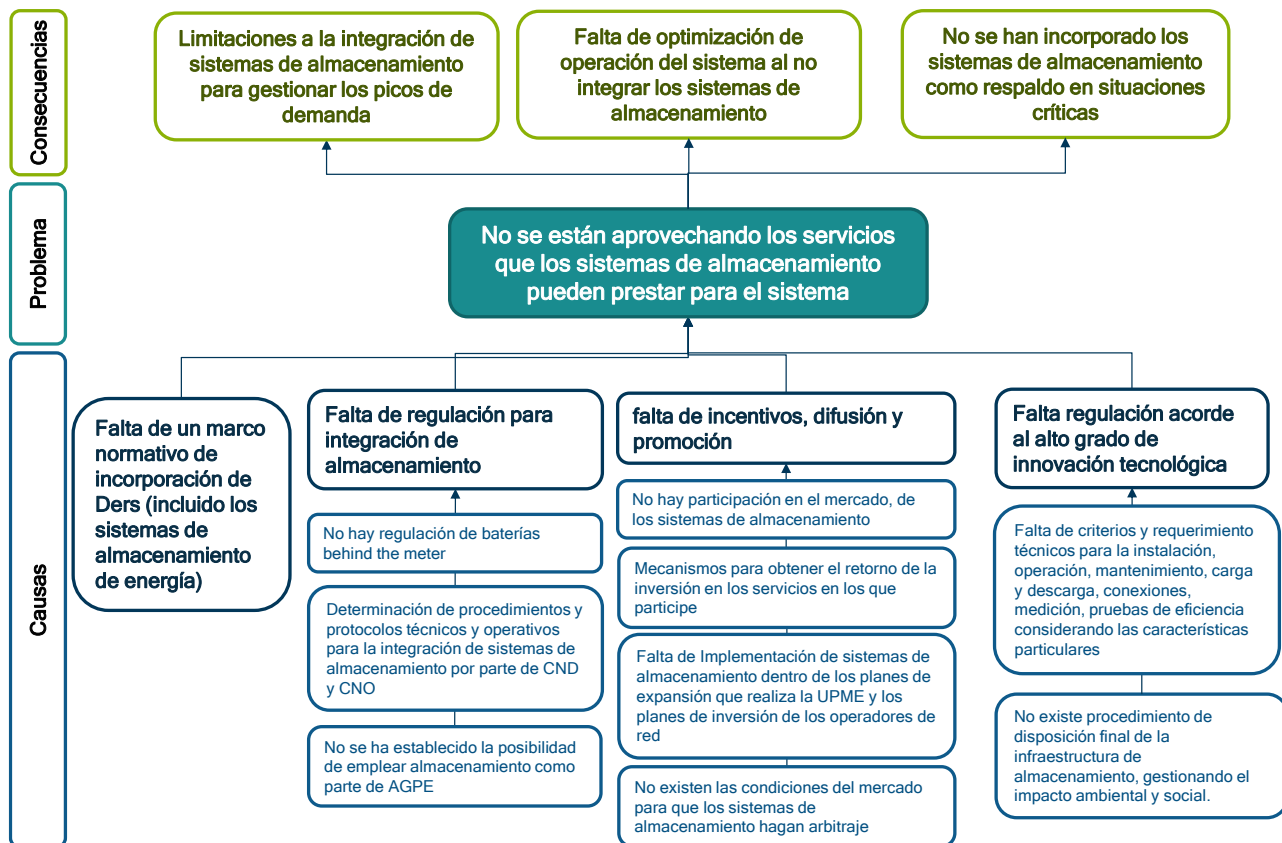 Consecuencias
Limitaciones a la integración de
sistemas de almacenamiento
para gestionar los picos de
demanda
Falta de optimización de
operación del sistema al no
integrar los sistemas de
almacenamiento
No se han incorporado los
sistemas de almacenamiento
como respaldo en situaciones
críticas
Problema
No se están aprovechando los servicios
que los sistemas de almacenamiento
pueden prestar para el sistema
Causas
Falta de un marco
normativo de
incorporación de
Ders (incluido los
sistemas de
almacenamiento
de energía)
Falta de regulación para
integración de
almacenamiento
No hay regulación de baterías
behind the meter
Determinación de procedimientos y
protocolos técnicos y operativos
para la integración de sistemas de
almacenamiento por parte de CND
y CNO
No se ha establecido la posibilidad
de emplear almacenamiento como
parte de AGPE
falta de incentivos, difusión y
promoción
No hay participación en el mercado, de
los sistemas de almacenamiento
Mecanismos para obtener el retorno de la
inversión en los servicios en los que
participe
Falta de Implementación de sistemas de
almacenamiento dentro de los planes de
expansión que realiza la UPME y los
planes de inversión de los operadores de
red
No existen las condiciones del mercado
para que los sistemas de
almacenamiento hagan arbitraje
Falta regulación acorde
al alto grado de
innovación tecnológica
Falta de criterios y requerimiento
técnicos para la instalación,
operación, mantenimiento, carga
y descarga, conexiones,
medición, pruebas de eficiencia
considerando las características
particulares
No existe procedimiento de
disposición final de la
infraestructura de
almacenamiento, gestionando el
impacto ambiental y social.